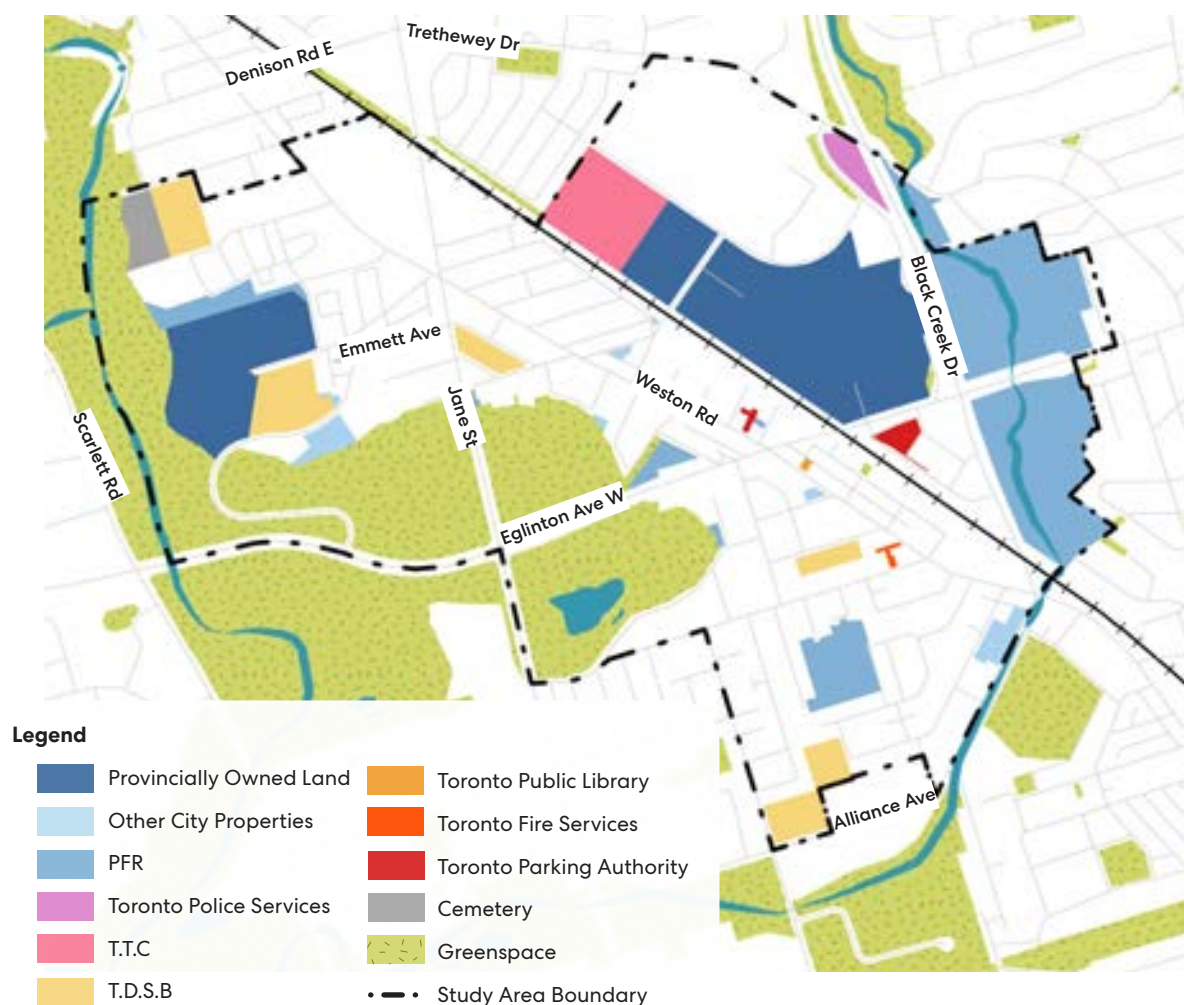 Trethewey Dr
Denison Rd E
Black Creek Dr
Emmett Ave
Weston Rd
Jane St
Scarlett Rd
Eglinton Ave W
Alliance Ave
Legend
Provincially Owned Land
Other City Properties
PFR
Toronto Police Services
T.T.C
T.D.S.B
Toronto Public Library
Toronto Fire Services
Toronto Parking Authority
Cemetery
Greenspace
Study Area Boundary